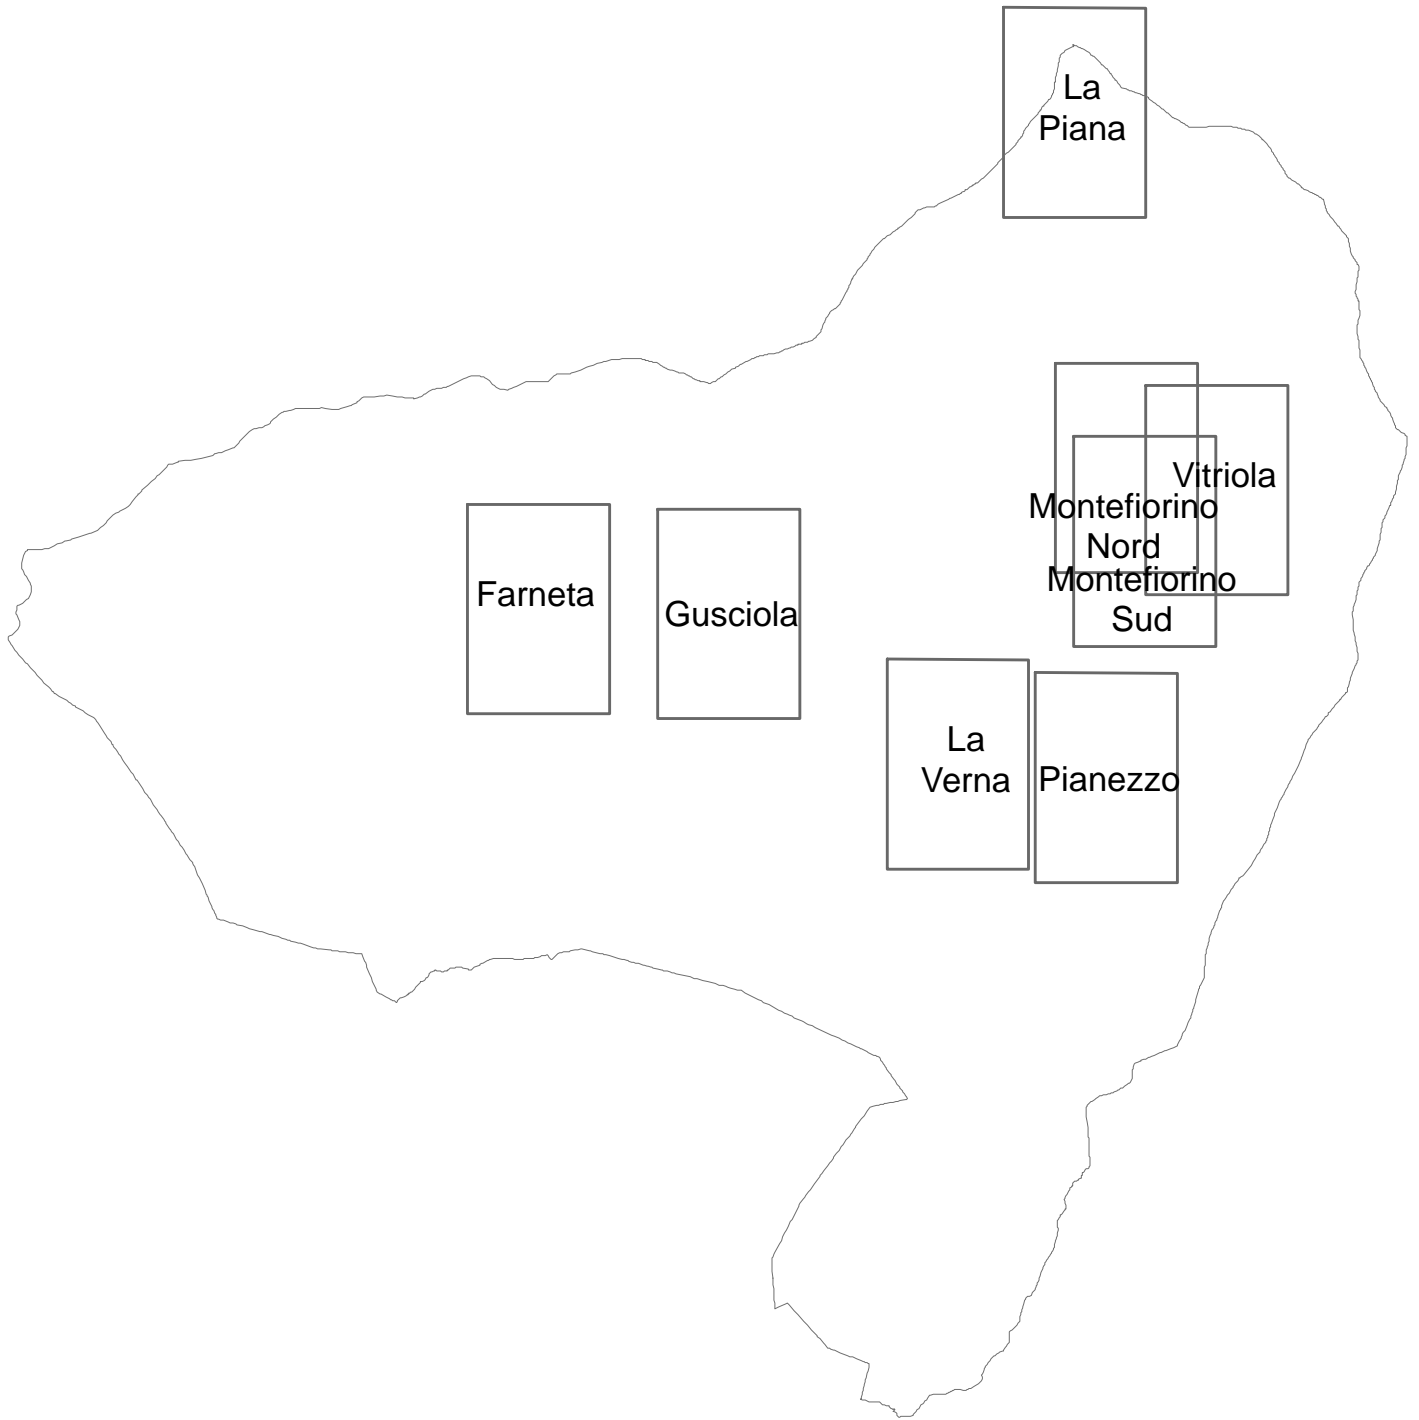 La
Piana
Vitriola
Montefiorino
Nord
Montefiorino
Sud
Farneta
Gusciola
La
Verna
Pianezzo